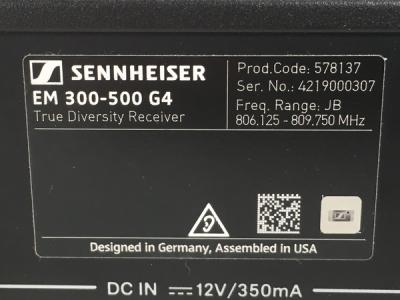 SENNHEISER
EM 300-500 G4
True Diversity Receiver
Prod.Code: 578137
Ser. No.: 4219000307
Freq. Range: JB
806.125 - 809.750 MHz
Designed in Germany, Assembled in USA
DC IN ⎓ 12V/350mA